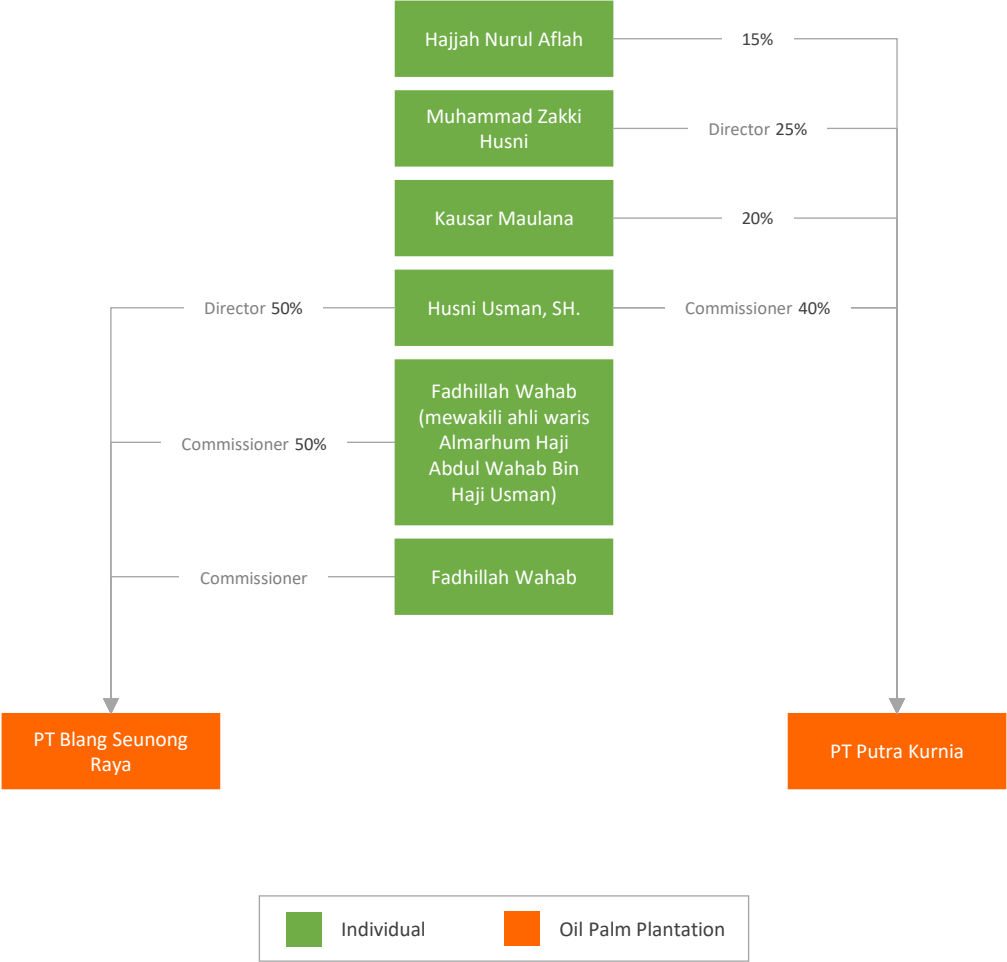 Hajjah Nurul Aflah
15%
Muhammad Zakki
Husni
Director 25%
Kausar Maulana
20%
Director 50%
Husni Usman, SH.
Commissioner 40%
Fadhillah Wahab
(mewakili ahli waris
Almarhum Haji
Abdul Wahab Bin
Haji Usman)
Commissioner 50%
Commissioner
Fadhillah Wahab
PT Blang Seunong
Raya
PT Putra Kurnia
Individual
Oil Palm Plantation